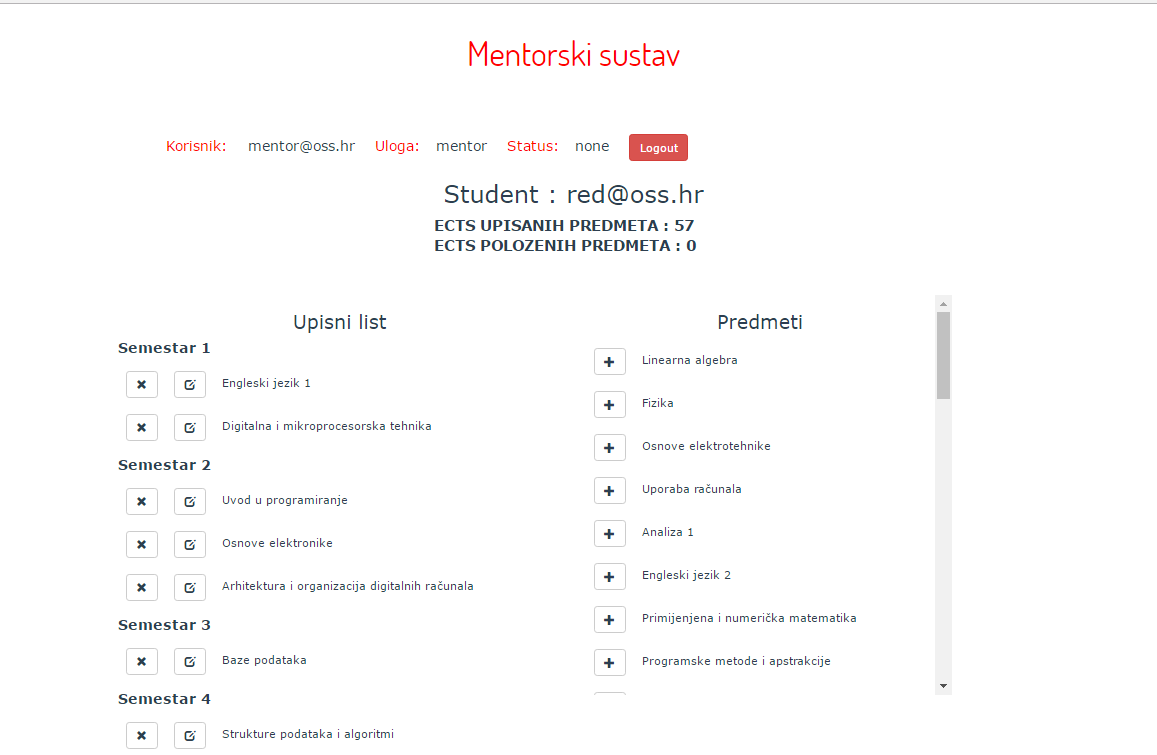 Mentorski sustav
Korisnik: mentor@oss.hr Uloga: mentor Status: none Logout
Student : red@oss.hr
ECTS UPISANIH PREDMETA : 57
ECTS POLOZENIH PREDMETA : 0
Upisni list
Semestar 1
Engleski jezik 1
Digitalna i mikroprocesorska tehnika
Semestar 2
Uvod u programiranje
Osnove elektronike
Arhitektura i organizacija digitalnih računala
Semestar 3
Baze podataka
Semestar 4
Strukture podataka i algoritmi
Predmeti
Linearna algebra
Fizika
Osnove elektrotehnike
Uporaba računala
Analiza 1
Engleski jezik 2
Primijenjena i numerička matematika
Programske metode i apstrakcije